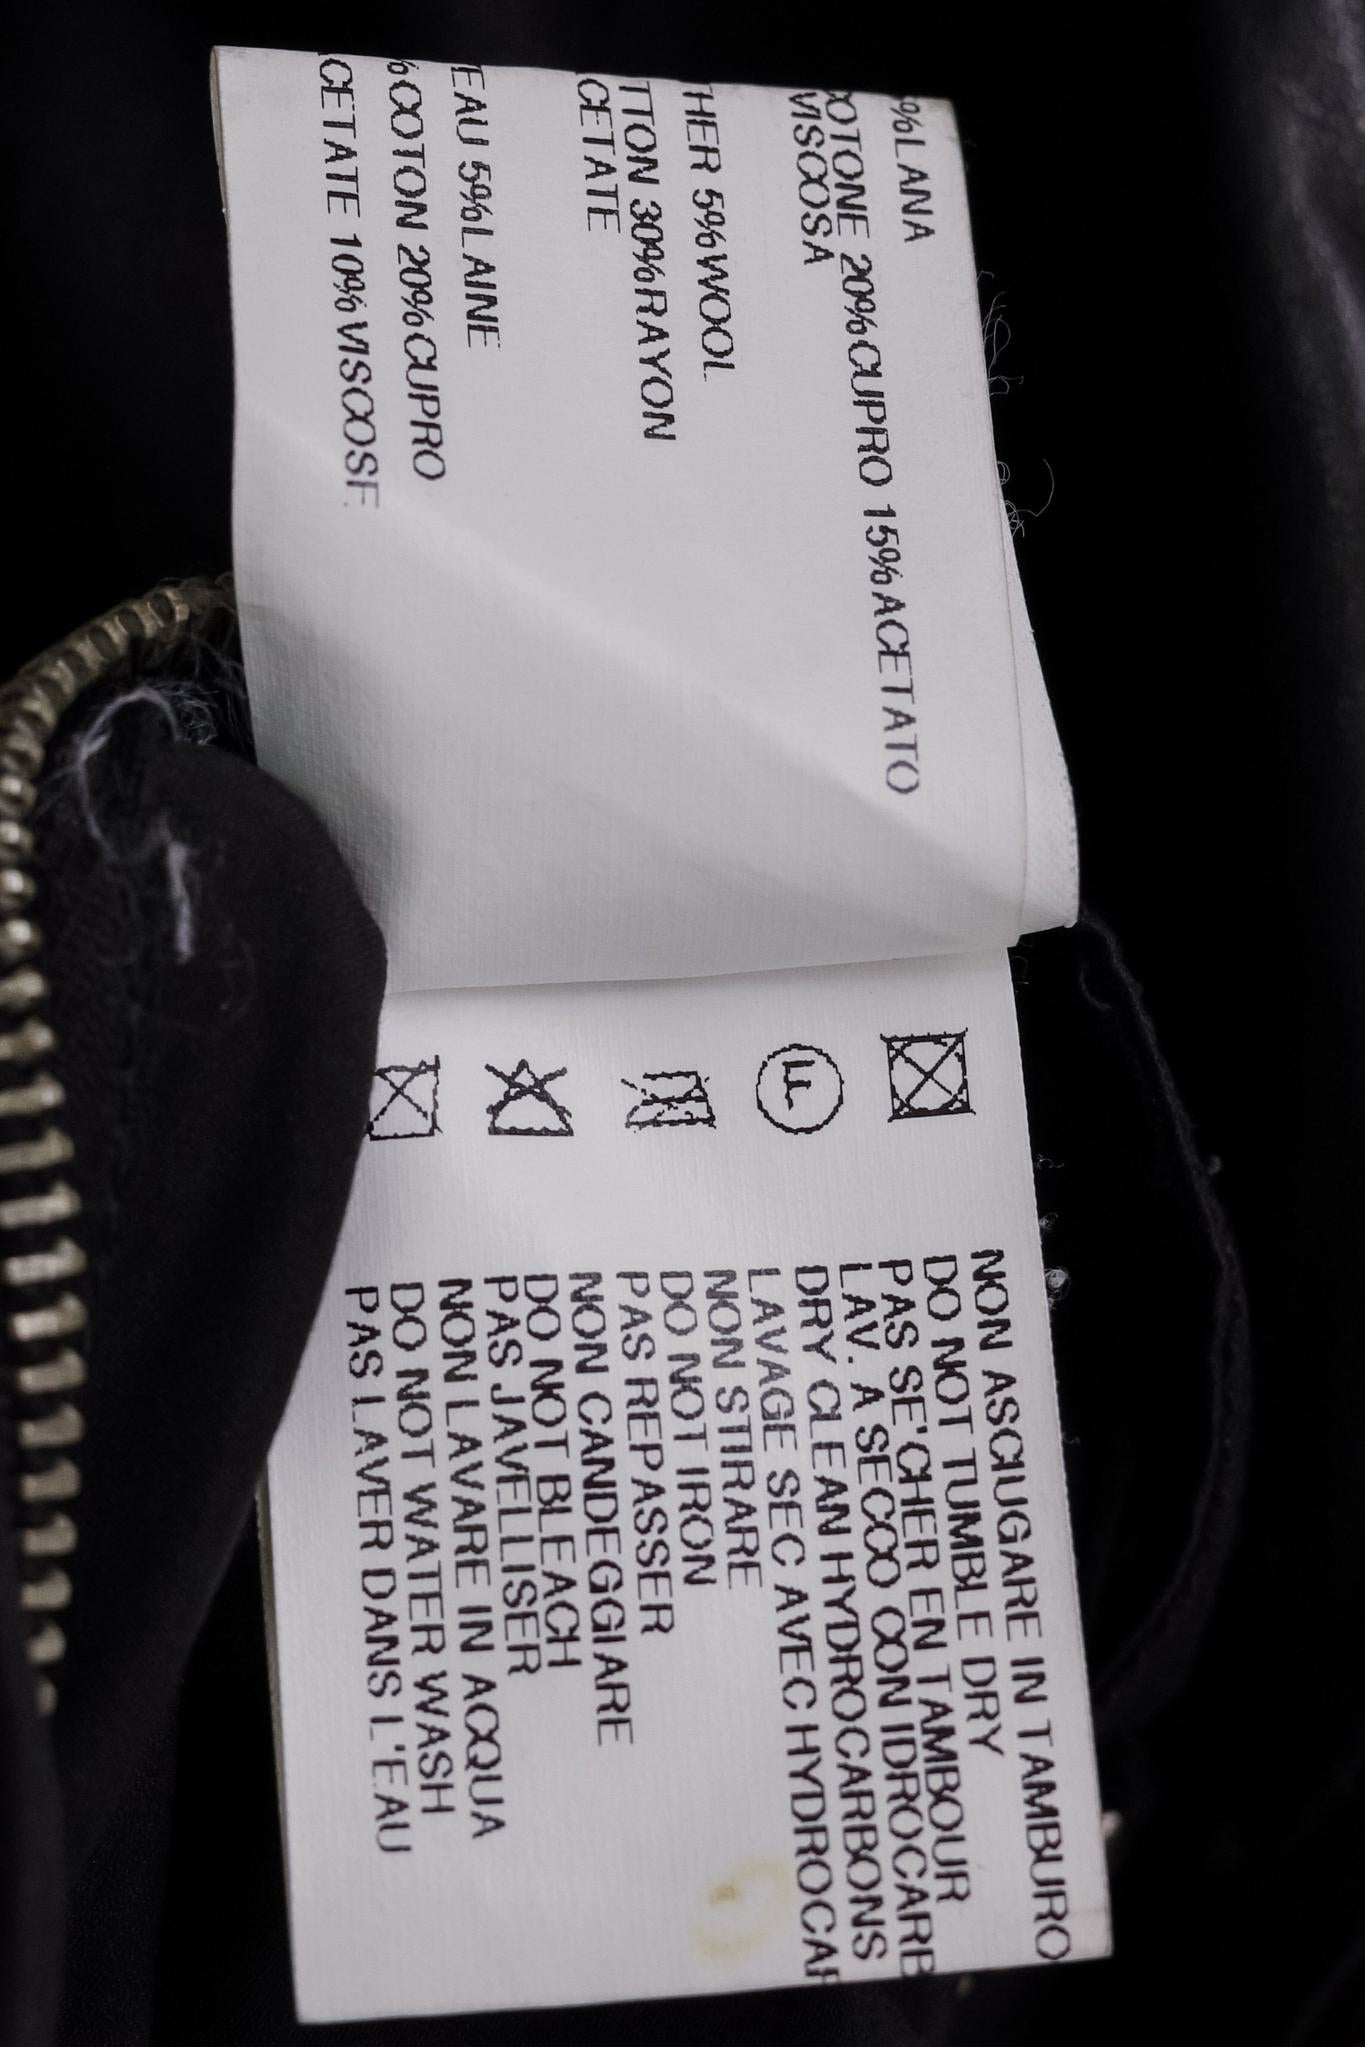 %LANA
OTONE 20%CUPRO 15%ACETATO
VISCOSA
HER 5%WOOL
TTON 30%RAYON
CETATE
EAU 5%LAINE
%COTON 20%CUPRO
CETATE 10%VISCOSE
NON ASCIUGARE IN TAMBURO
DO NOT TUMBLE DRY
PAS SE'CHER EN TAMBOUR
LAV. A SECCO CON IDROCARB
DRY CLEAN HYDROCARBONS
LAVAGE SEC AVEC HYDROCAR
NON STIRARE
DO NOT IRON
PAS REPASSER
NON CANDEGGIARE
DO NOT BLEACH
PAS JAVELLISER
NON LAVARE IN ACQUA
DO NOT WATER WASH
PAS LAVER DANS L'EAU